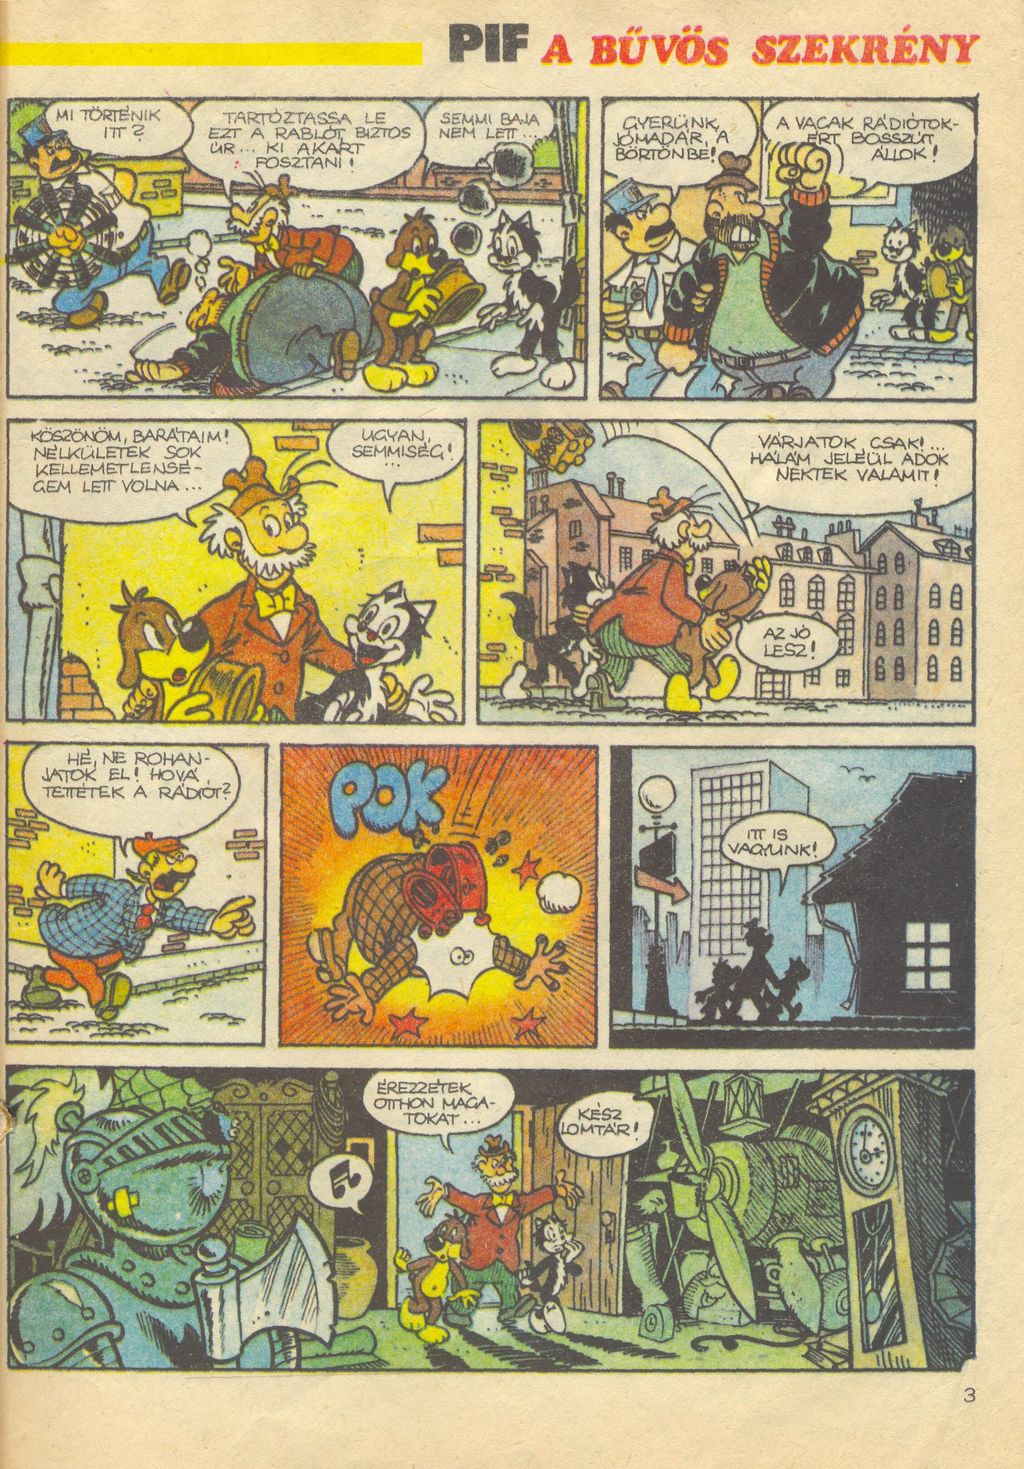 PIF A BŰVÖS SZEKRÉNY
MI TÖRTÉNIK
ITT?
TARTÓZTASSA LE
EZT A RABLÓT, BIZTOS
ÚR... KI AKART
FOSZTANI!
SEMMI BAJA
NEM LETT...
GYERÜNK,
JÓMADÁR, A
BÖRTÖNBE!
A VACAK RÁDIÓTOK-
ÉRT BOSSZÚT
ÁLLOK!
KÖSZÖNÖM, BARÁTAIM!
NÉLKÜLETEK SOK
KELLEMETLENSÉ-
GEM LETT VOLNA...
UGYAN,
SEMMISÉG!
...
VÁRJATOK CSAK!...
HÁLÁM JELÉÜL ADOK
NEKTEK VALAMIT!
AZ JÓ
LESZ!
HÉ, NE ROHAN-
JATOK EL! HOVÁ
TETTÉTEK A RÁDIÓT?
POK
ITT IS
VAGYUNK!
ÉREZZÉTEK
OTTHON MAGA-
TOKAT...
KÉSZ
LOMTÁR!
3